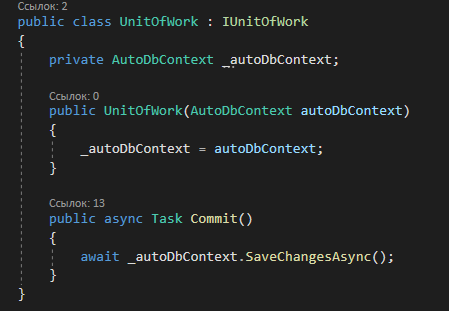 Ссылок: 2
public class UnitOfWork : IUnitOfWork
{
private AutoDbContext _autoDbContext;
Ссылок: 0
public UnitOfWork(AutoDbContext autoDbContext)
{
_autoDbContext = autoDbContext;
}
Ссылок: 13
public async Task Commit()
{
await _autoDbContext.SaveChangesAsync();
}
}